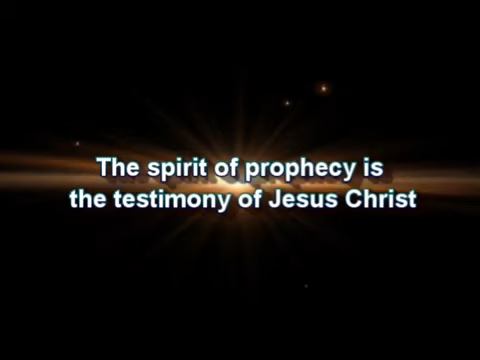 The spirit of prophecy is
the testimony of Jesus Christ